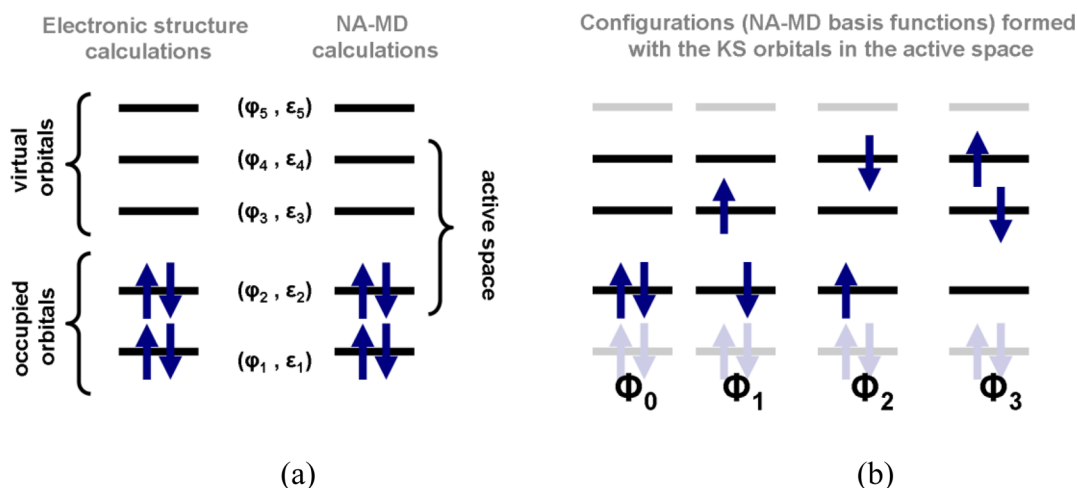 Electronic structure
calculations
NA-MD
calculations
virtual
orbitals
occupied
orbitals
(φ5 , ε5)
(φ4 , ε4)
(φ3 , ε3)
(φ2 , ε2)
(φ1 , ε1)
active space
(a)
Configurations (NA-MD basis functions) formed
with the KS orbitals in the active space
Φ0 Φ1 Φ2 Φ3
(b)